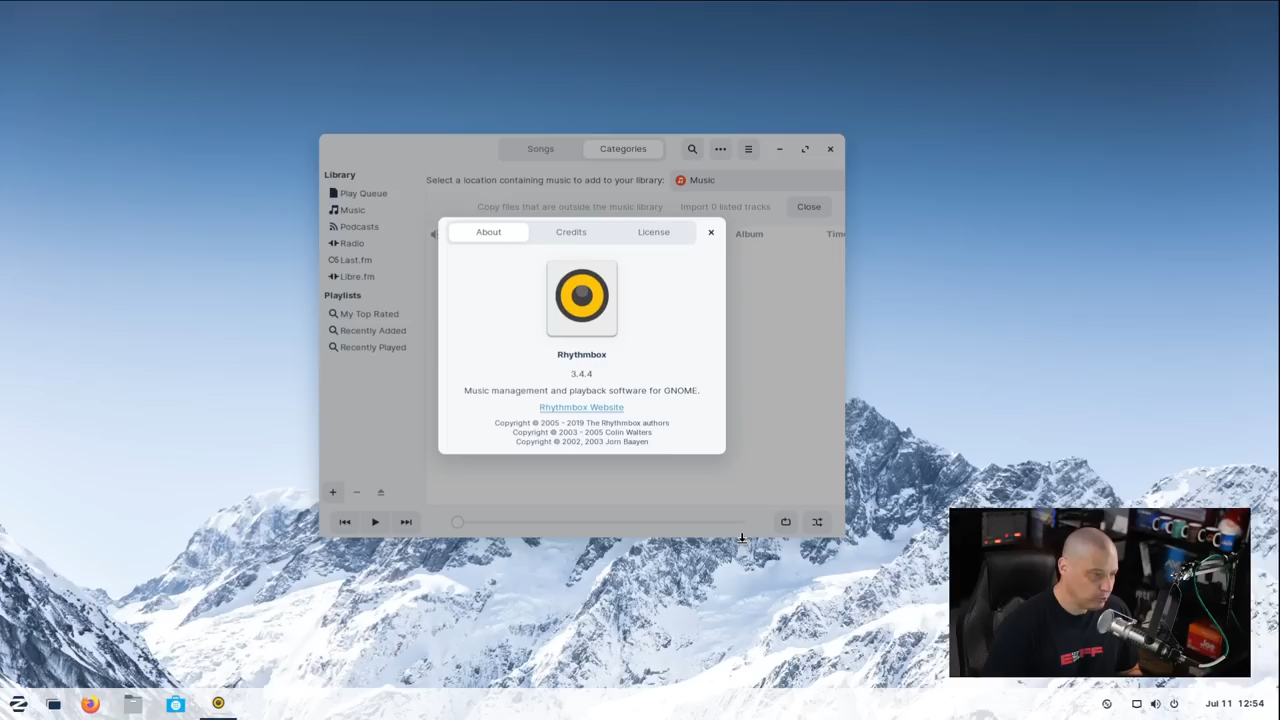 Songs
Categories
Library
Select a location containing music to add to your library:
Music
Play Queue
Copy files that are outside the music library
Import 0 listed tracks
Close
Music
Podcasts
About
Credits
License
Album
Time
Radio
Last.fm
Libre.fm
Playlists
My Top Rated
Recently Added
Recently Played
Rhythmbox
3.4.4
Music management and playback software for GNOME.
Rhythmbox Website
Copyright © 2005 - 2019 The Rhythmbox authors
Copyright © 2003 - 2005 Colin Walters
Copyright © 2002, 2003 Jorn Baayen
Jul 11 12:54